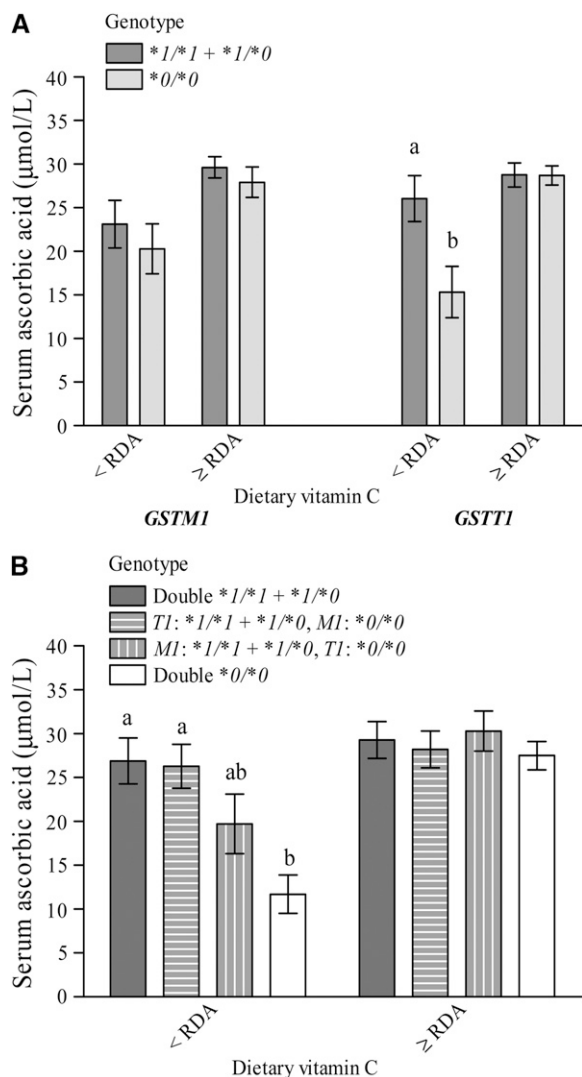 A
Genotype
*1/*1 + *1/*0
*0/*0
Serum ascorbic acid (μmol/L)
40
35
30
25
20
15
10
5
0
a
b
< RDA
≥ RDA
< RDA
≥ RDA
Dietary vitamin C
GSTM1
GSTT1
B
Genotype
Double *1/*1 + *1/*0
T1: *1/*1 + *1/*0, M1: *0/*0
M1: *1/*1 + *1/*0, T1: *0/*0
Double *0/*0
Serum ascorbic acid (μmol/L)
40
35
30
25
20
15
10
5
0
a
a
ab
b
< RDA
≥ RDA
Dietary vitamin C